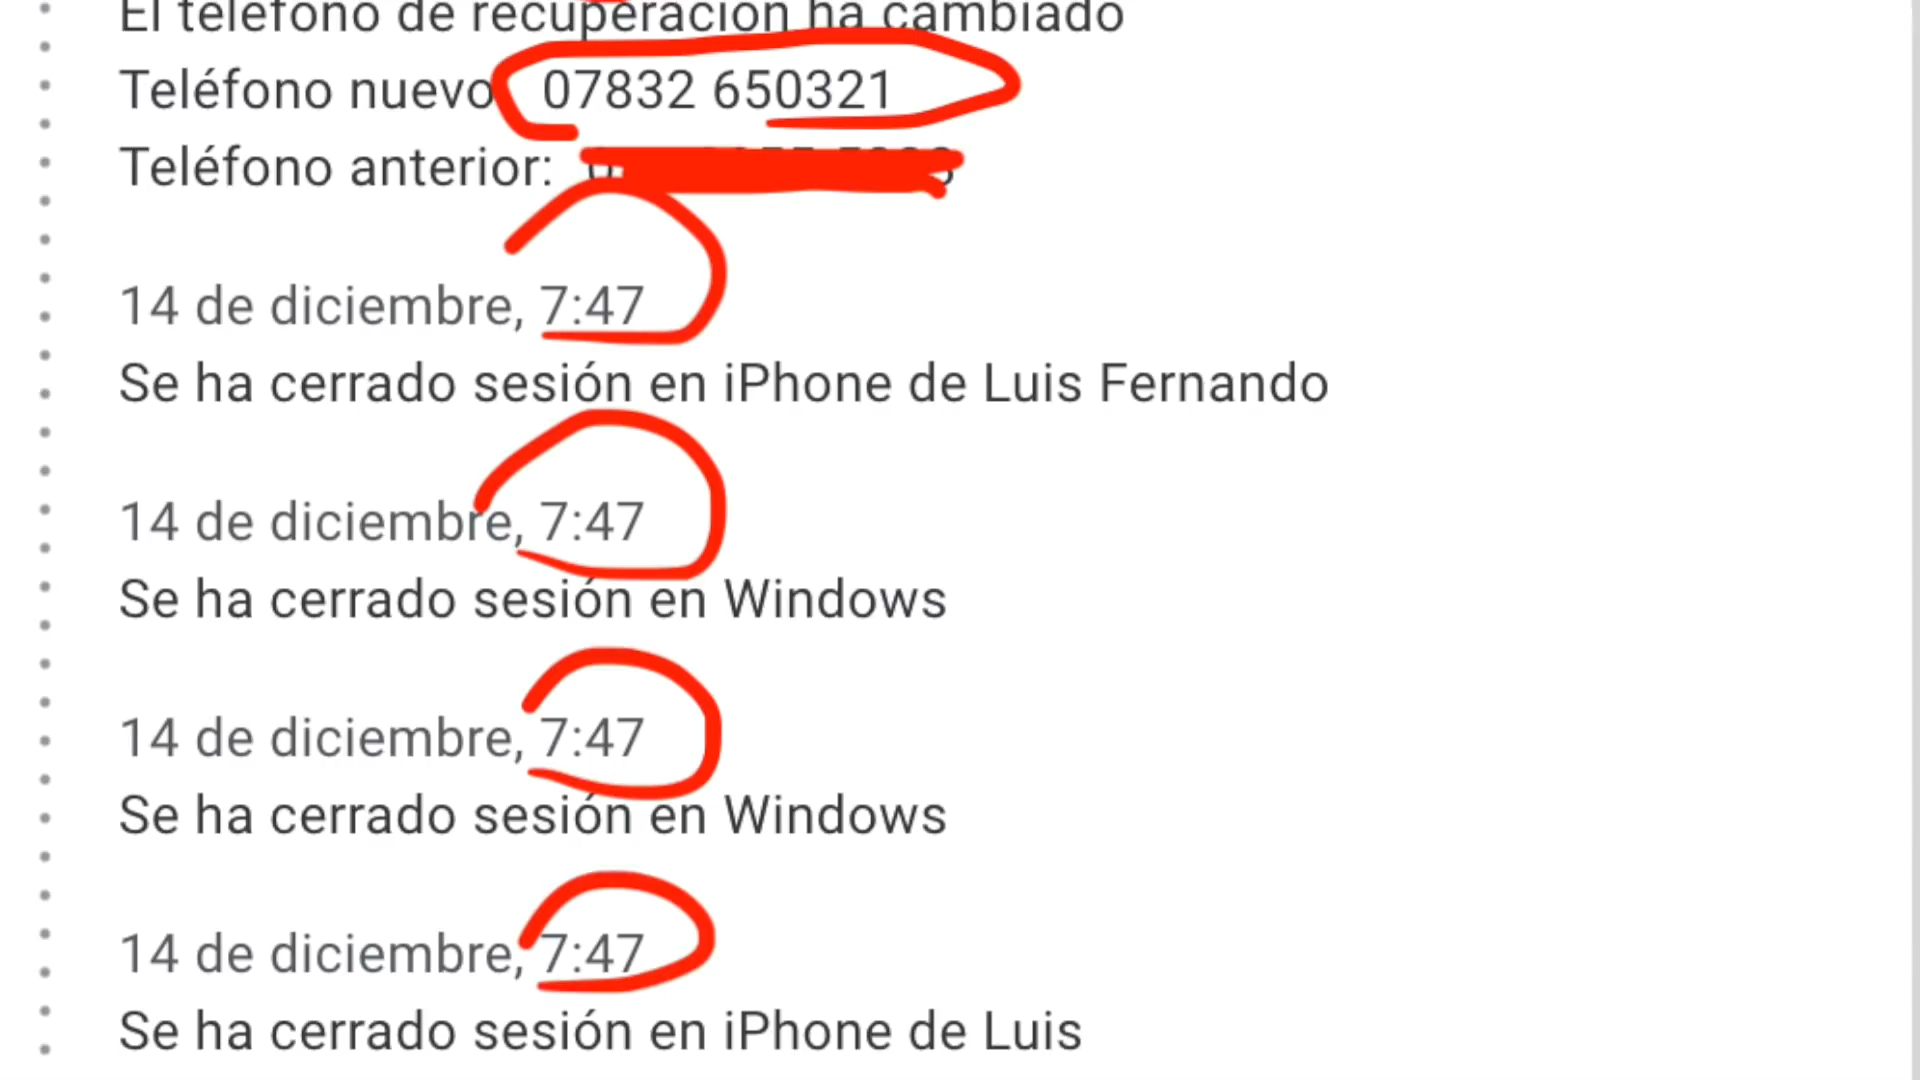 El teléfono de recuperación ha cambiado
Teléfono nuevo 07832 650321
Teléfono anterior:
14 de diciembre, 7:47
Se ha cerrado sesión en iPhone de Luis Fernando
14 de diciembre, 7:47
Se ha cerrado sesión en Windows
14 de diciembre, 7:47
Se ha cerrado sesión en Windows
14 de diciembre, 7:47
Se ha cerrado sesión en iPhone de Luis